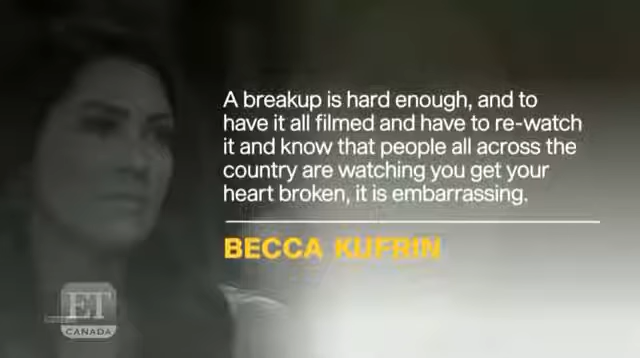 A breakup is hard enough, and to
have it all filmed and have to re-watch
it and know that people all across the
country are watching you get your
heart broken, it is embarrassing.
BECCA KUFRIN
ET
CANADA